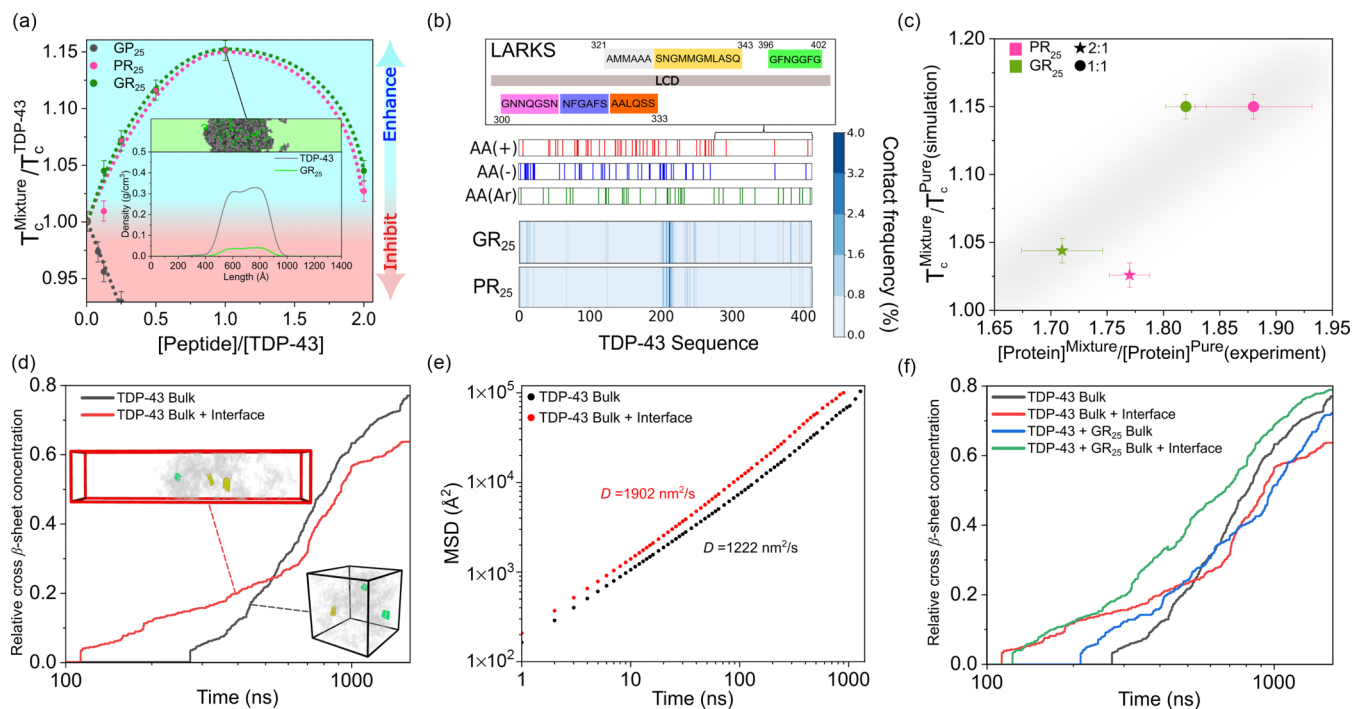 (a)
T_c^Mixture/T_c^TDP-43
1.15
1.10
1.05
1.00
0.95
GP25
PR25
GR25
Enhance
Inhibit
0.5
0.4
0.3
0.2
0.1
0.0
Density (g/cm³)
TDP-43
GR25
0 200 400 600 800 1000 1200 1400
Length (Å)
0.0 0.5 1.0 1.5 2.0
[Peptide]/[TDP-43]
(b)
LARKS
321 343 396 402
AMMAAA SNGMMGMLASQ GFNGGFG
LCD
GNNQGSN NFGAFS AALQSS
300 333
AA(+)
AA(-)
AA(Ar)
GR25
PR25
0 100 200 300 400
TDP-43 Sequence
4.0
3.2
2.4
1.6
0.8
0.0
Contact frequency (%)
(c)
T_c^Mixture/T_c^Pure(simulation)
1.20
1.15
1.10
1.05
1.00
PR25 2:1
GR25 1:1
1.65 1.70 1.75 1.80 1.85 1.90 1.95
[Protein]^Mixture/[Protein]^Pure(experiment)
(d)
Relative cross β-sheet concentration
0.8
0.6
0.4
0.2
0.0
TDP-43 Bulk
TDP-43 Bulk + Interface
100 1000
Time (ns)
(e)
MSD (Å²)
1×10⁵
1×10⁴
1×10³
1×10²
TDP-43 Bulk
TDP-43 Bulk + Interface
D =1902 nm²/s
D =1222 nm²/s
1 10 100 1000
Time (ns)
(f)
Relative cross β-sheet concentration
0.8
0.6
0.4
0.2
0.0
TDP-43 Bulk
TDP-43 Bulk + Interface
TDP-43 + GR25 Bulk
TDP-43 + GR25 Bulk + Interface
100 1000
Time (ns)